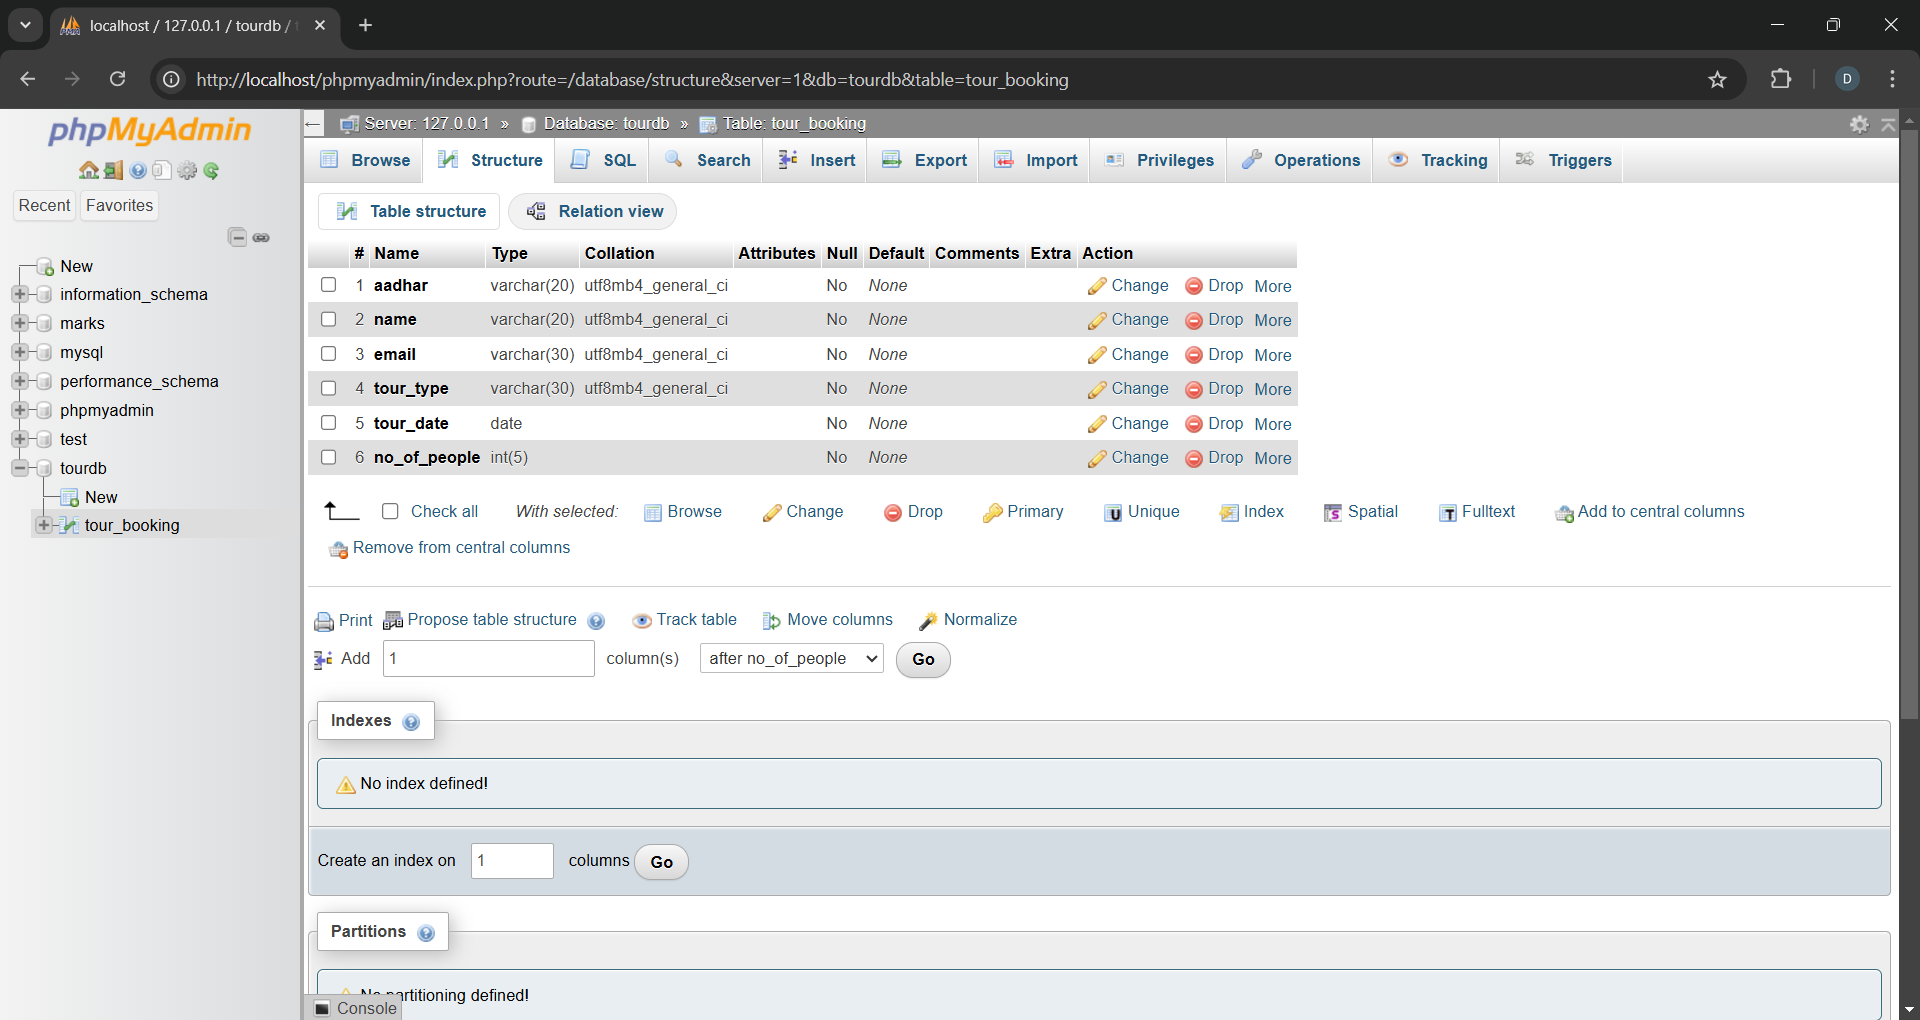 localhost / 127.0.0.1 / tourdb /
http://localhost/phpmyadmin/index.php?route=/database/structure&server=1&db=tourdb&table=tour_booking
D
phpMyAdmin
Recent Favorites
New
information_schema
marks
mysql
performance_schema
phpmyadmin
test
tourdb
New
tour_booking
Server: 127.0.0.1 » Database: tourdb » Table: tour_booking
Browse Structure SQL Search Insert Export Import Privileges Operations Tracking Triggers
Table structure Relation view
# Name Type Collation Attributes Null Default Comments Extra Action
1 aadhar varchar(20) utf8mb4_general_ci No None Change Drop More
2 name varchar(20) utf8mb4_general_ci No None Change Drop More
3 email varchar(30) utf8mb4_general_ci No None Change Drop More
4 tour_type varchar(30) utf8mb4_general_ci No None Change Drop More
5 tour_date date No None Change Drop More
6 no_of_people int(5) No None Change Drop More
Check all With selected: Browse Change Drop Primary Unique Index Spatial Fulltext Add to central columns
Remove from central columns
Print Propose table structure Track table Move columns Normalize
Add 1 column(s) after no_of_people Go
Indexes
No index defined!
Create an index on 1 columns Go
Partitions
No partitioning defined!
Console